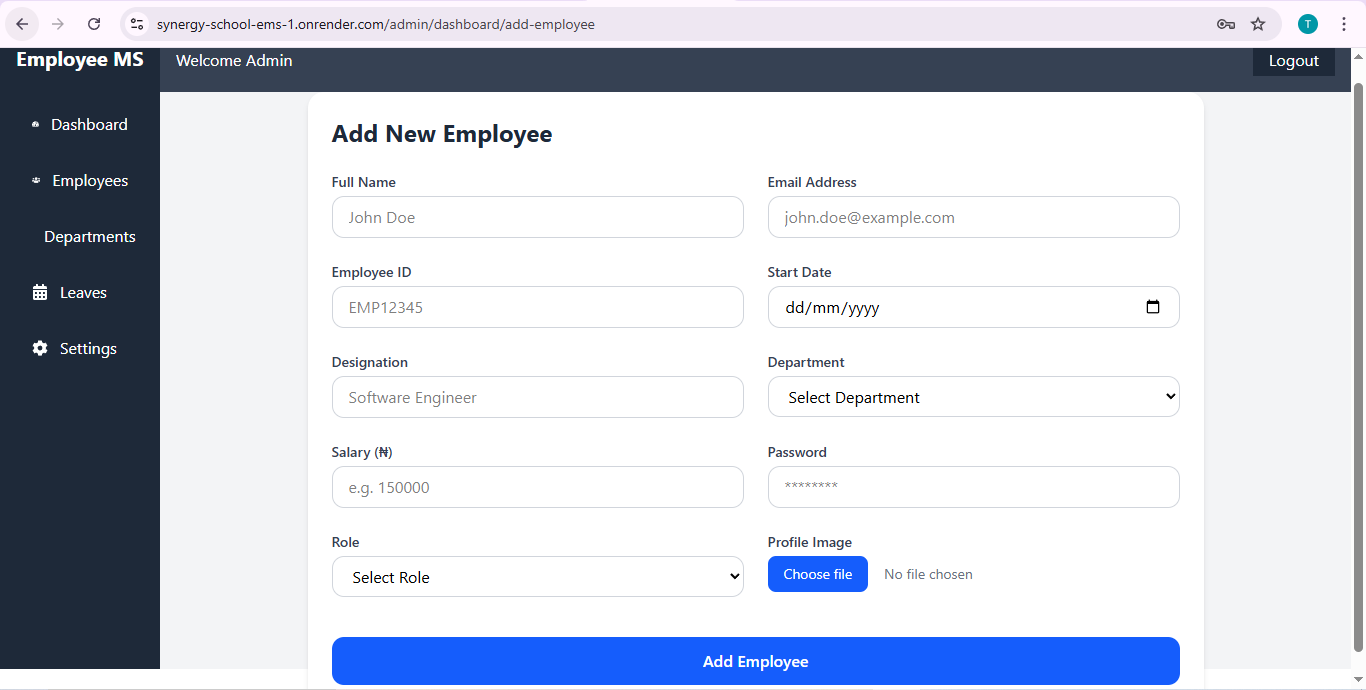 synergy-school-ems-1.onrender.com/admin/dashboard/add-employee
T
Employee MS
Welcome Admin
Logout
Dashboard
Employees
Departments
Leaves
Settings
Add New Employee
Full Name
John Doe
Email Address
john.doe@example.com
Employee ID
EMP12345
Start Date
dd/mm/yyyy
Designation
Software Engineer
Department
Select Department
Salary (₦)
e.g. 150000
Password
********
Role
Select Role
Profile Image
Choose file No file chosen
Add Employee